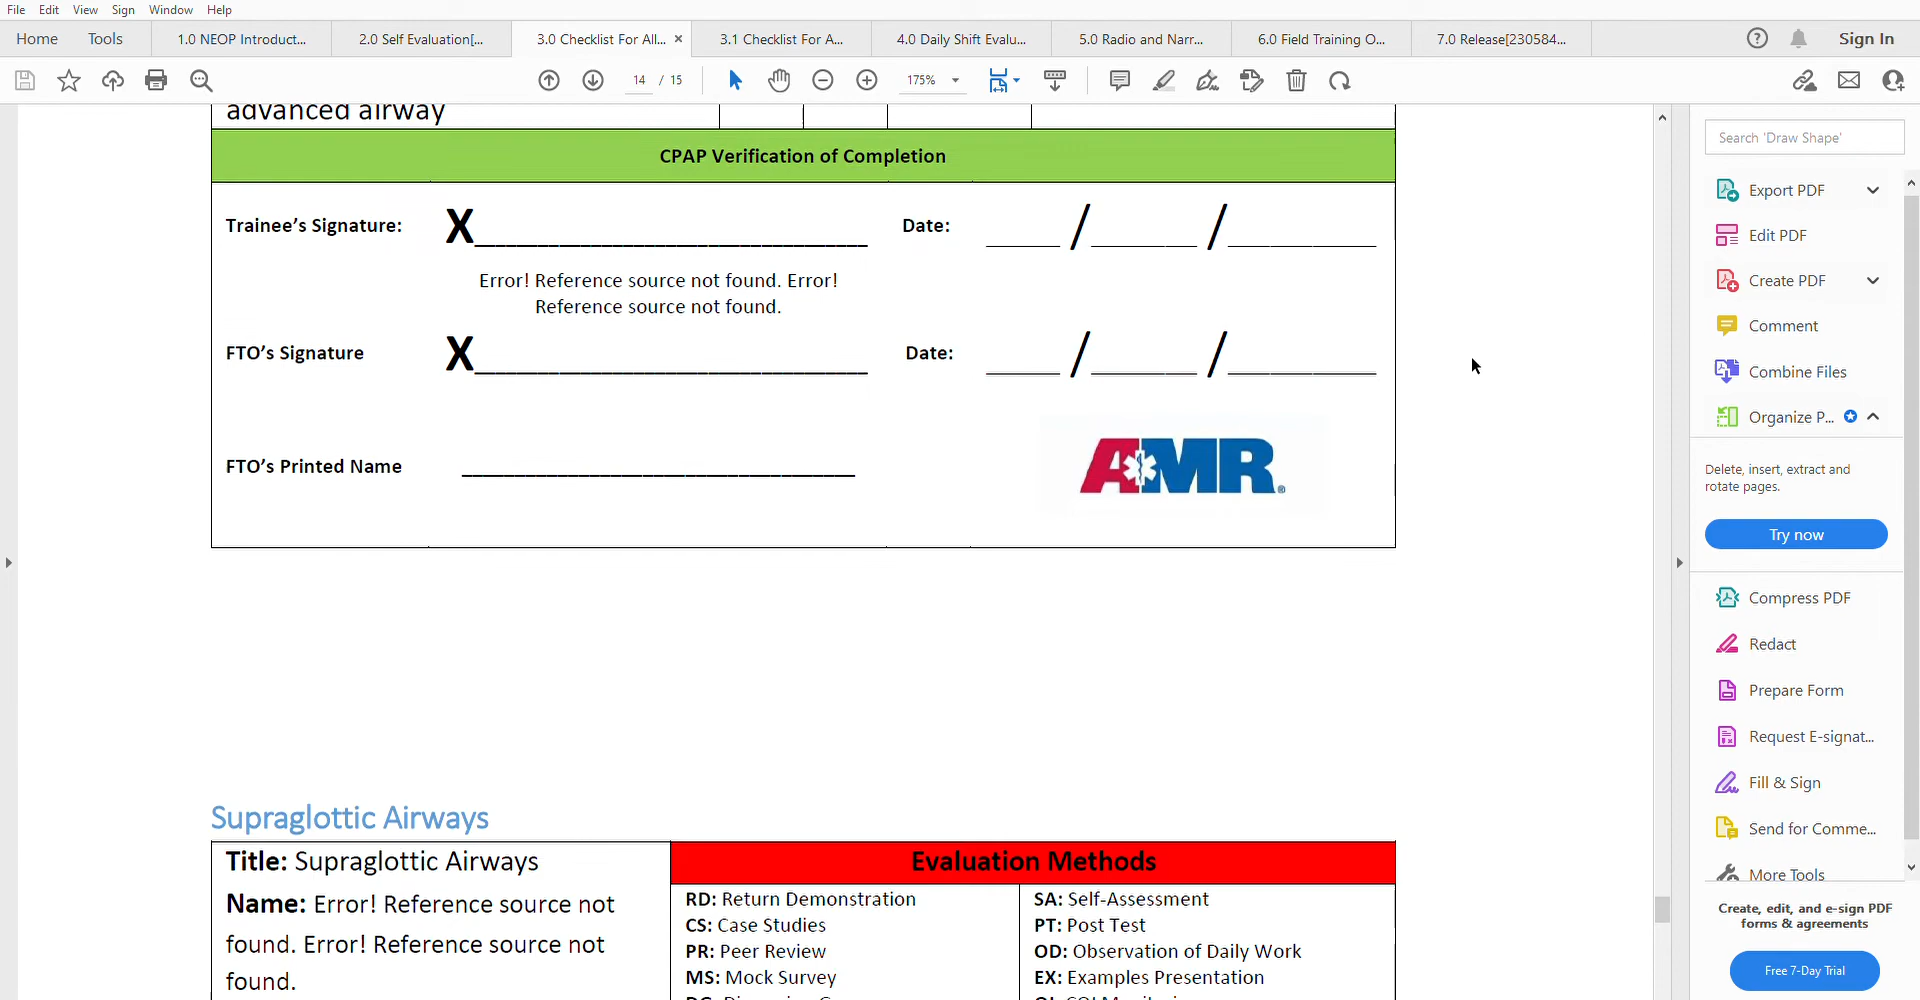 File Edit View Sign Window Help
Home Tools 1.0 NEOP Introduct... 2.0 Self Evaluation[... 3.0 Checklist For All... × 3.1 Checklist For A... 4.0 Daily Shift Evalu... 5.0 Radio and Narr... 6.0 Field Training O... 7.0 Release[230584... Sign In
14 / 15 175%
advanced airway
CPAP Verification of Completion
Trainee’s Signature: X Date: / /
Error! Reference source not found. Error!
Reference source not found.
FTO’s Signature X Date: / /
FTO’s Printed Name
AMR®
Supraglottic Airways
Title: Supraglottic Airways
Name: Error! Reference source not
found. Error! Reference source not
found.
Evaluation Methods
RD: Return Demonstration
CS: Case Studies
PR: Peer Review
MS: Mock Survey
SA: Self-Assessment
PT: Post Test
OD: Observation of Daily Work
EX: Examples Presentation
Search 'Draw Shape'
Export PDF
Edit PDF
Create PDF
Comment
Combine Files
Organize P...
Delete, insert, extract and
rotate pages.
Try now
Compress PDF
Redact
Prepare Form
Request E-signat...
Fill & Sign
Send for Comme...
More Tools
Create, edit, and e-sign PDF
forms & agreements
Free 7-Day Trial